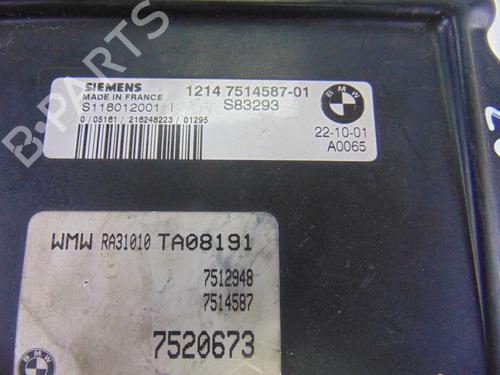 SIEMENS
MADE IN FRANCE
S118012001 I
1214 7514587-01
S83293
0 / 05161 / 216248223 / 01295
BMW
22-10-01
A0065
WMW RA31010 TA08191
7512948
7514587
7520673
BMW
B-PARTS